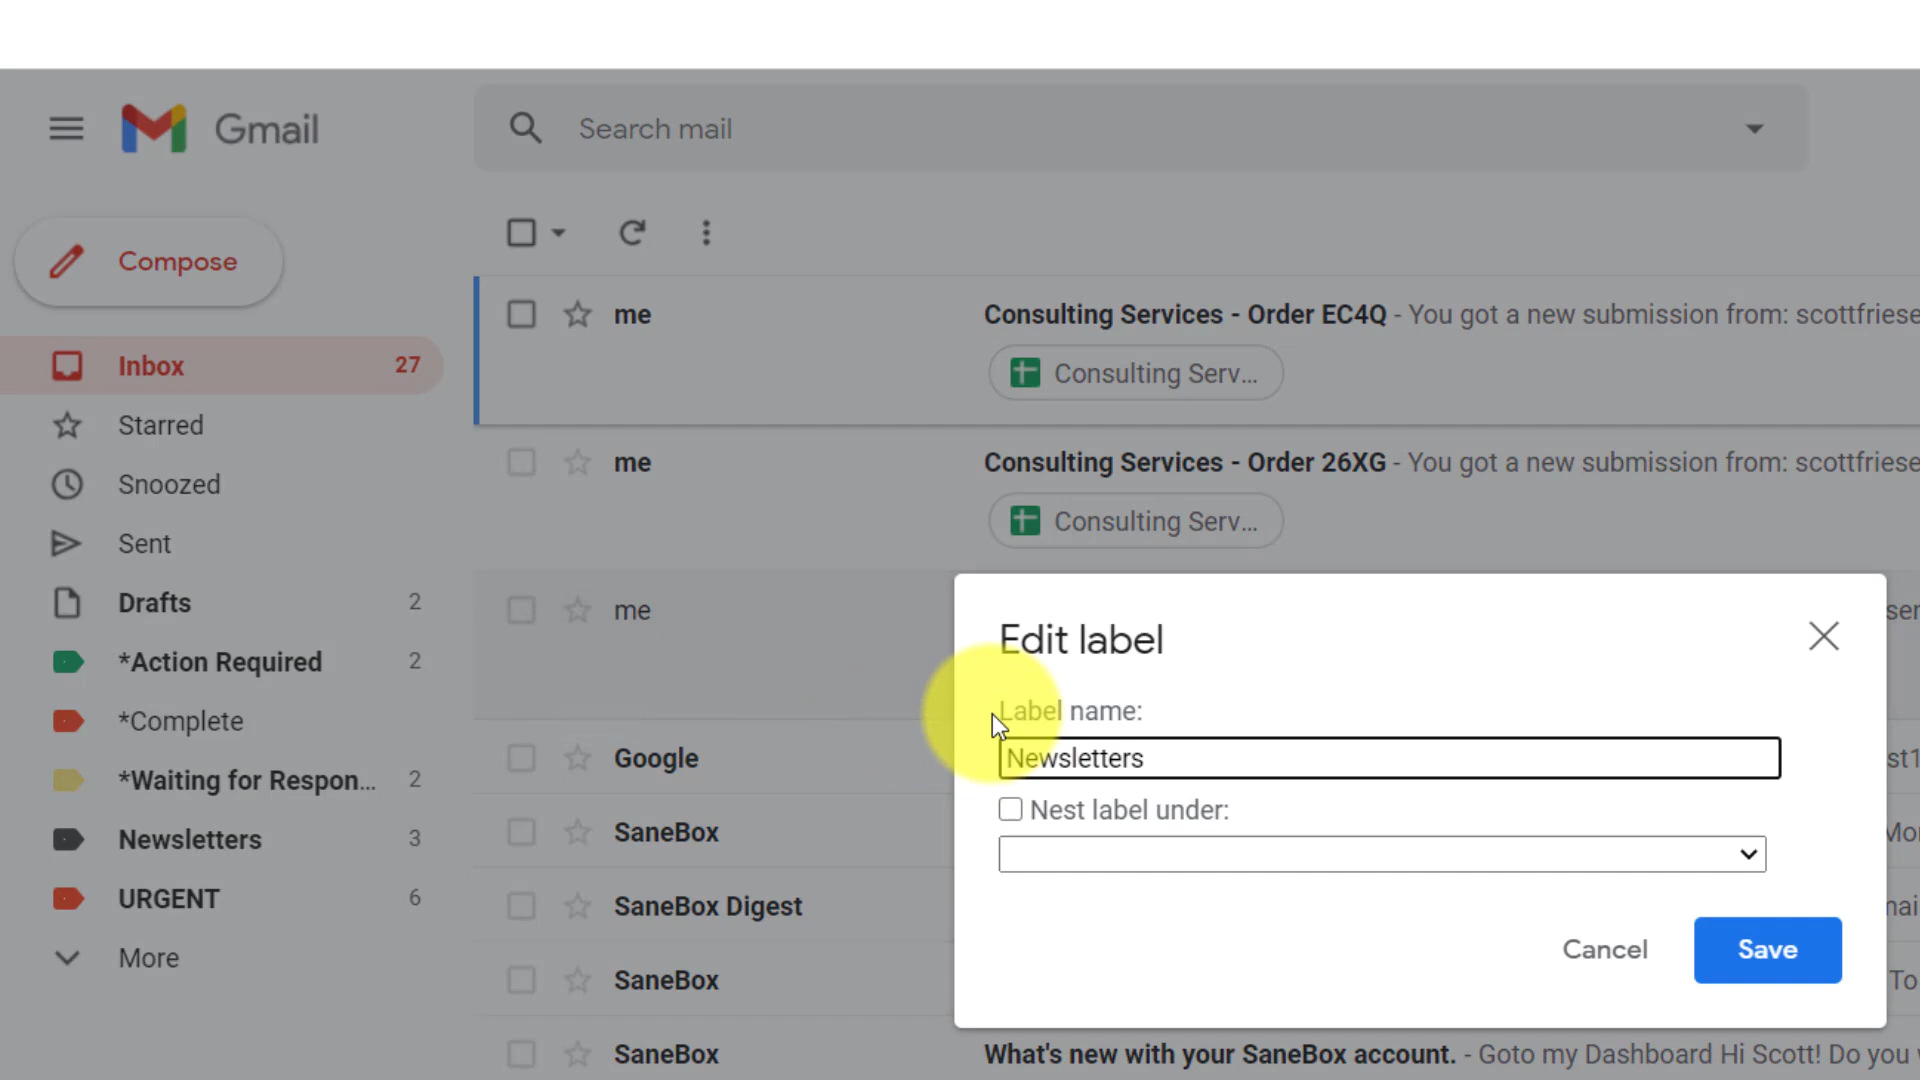 Gmail
Search mail
Compose
Inbox 27
Starred
Snoozed
Sent
Drafts 2
*Action Required 2
*Complete
*Waiting for Respon... 2
Newsletters 3
URGENT 6
More
me Consulting Services - Order EC4Q - You got a new submission from: scottfriese
Consulting Serv...
me Consulting Services - Order 26XG - You got a new submission from: scottfriese
Consulting Serv...
me
Google
SaneBox
SaneBox Digest
SaneBox
SaneBox What's new with your SaneBox account. - Goto my Dashboard Hi Scott! Do you
Edit label
Label name:
Newsletters
Nest label under:
Cancel Save